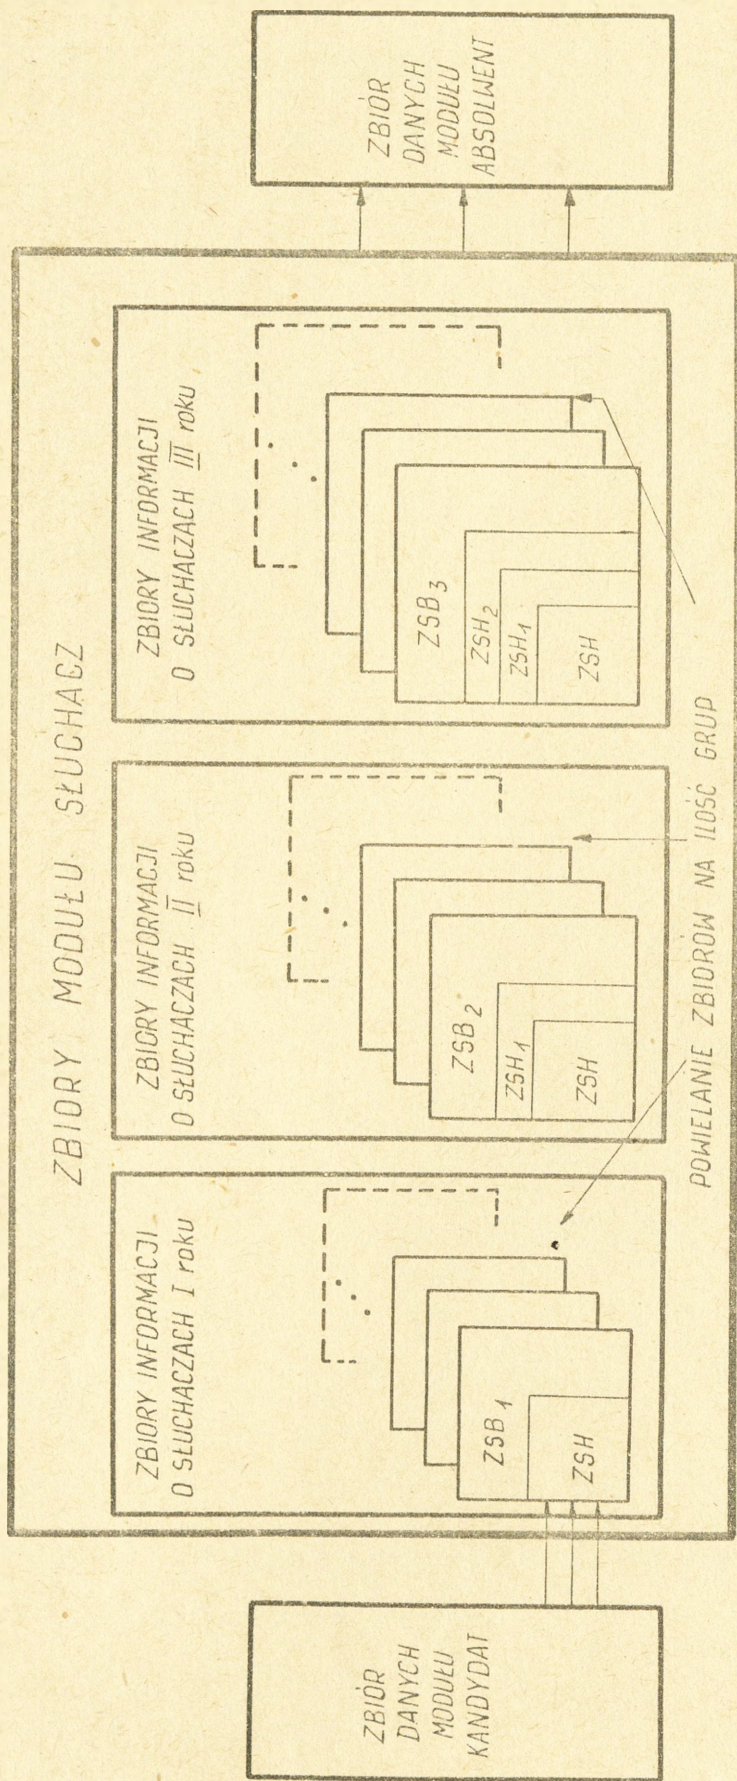 ZBIORY MODUŁU SŁUCHACZ
ZBIÓR
DANYCH
MODUŁU
KANDYDAT
ZBIORY INFORMACJI
O SŁUCHACZACH I roku
ZSB1
ZSH
ZBIORY INFORMACJI
O SŁUCHACZACH II roku
ZSB2
ZSH1
ZSH
ZBIORY INFORMACJI
O SŁUCHACZACH III roku
ZSB3
ZSH2
ZSH1
ZSH
POWIELANIE ZBIORÓW NA ILOŚĆ GRUP
ZBIÓR
DANYCH
MODUŁU
ABSOLWENT